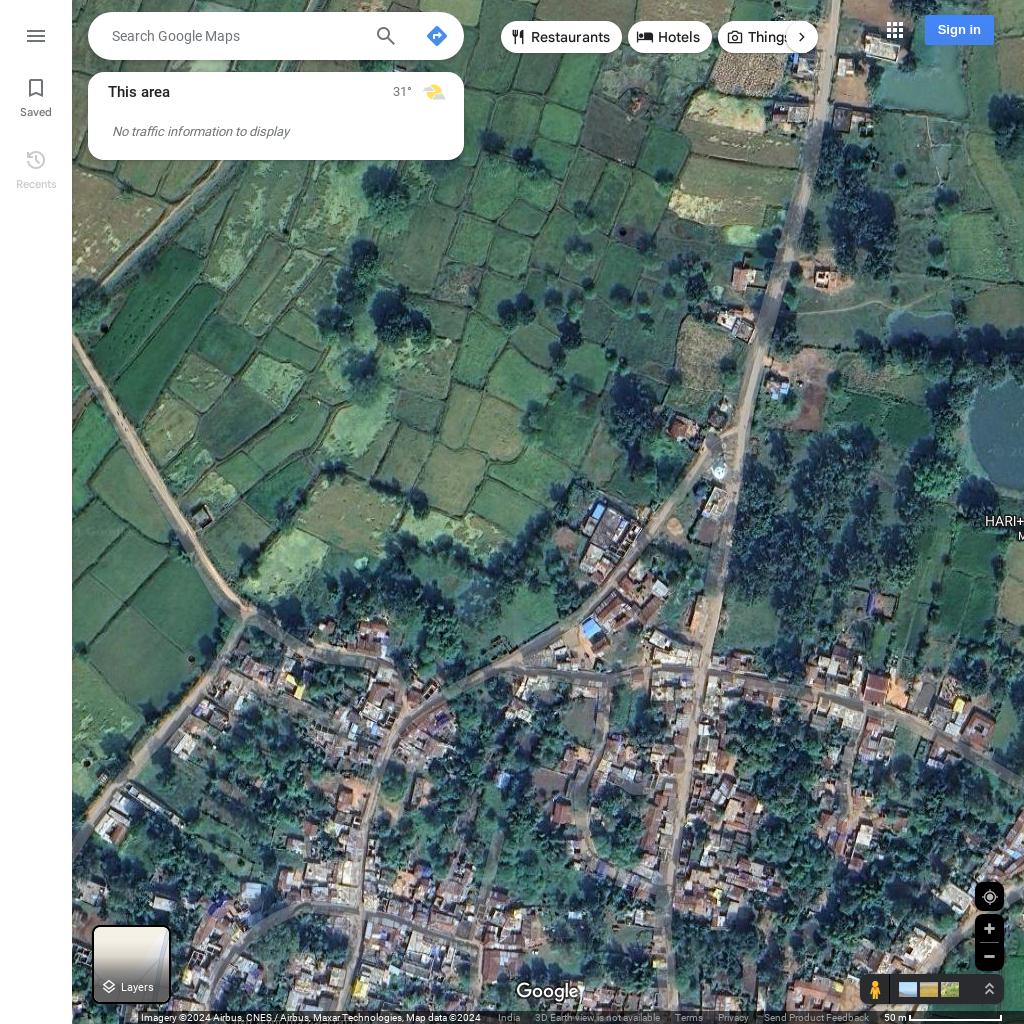 Search Google Maps
Restaurants
Hotels
Things
Sign in
This area
31°
No traffic information to display
Saved
Recents
HARI+
M
Layers
Google
Imagery ©2024 Airbus, CNES / Airbus, Maxar Technologies, Map data ©2024 India 3D Earth view is not available Terms Privacy Send Product Feedback 50 m